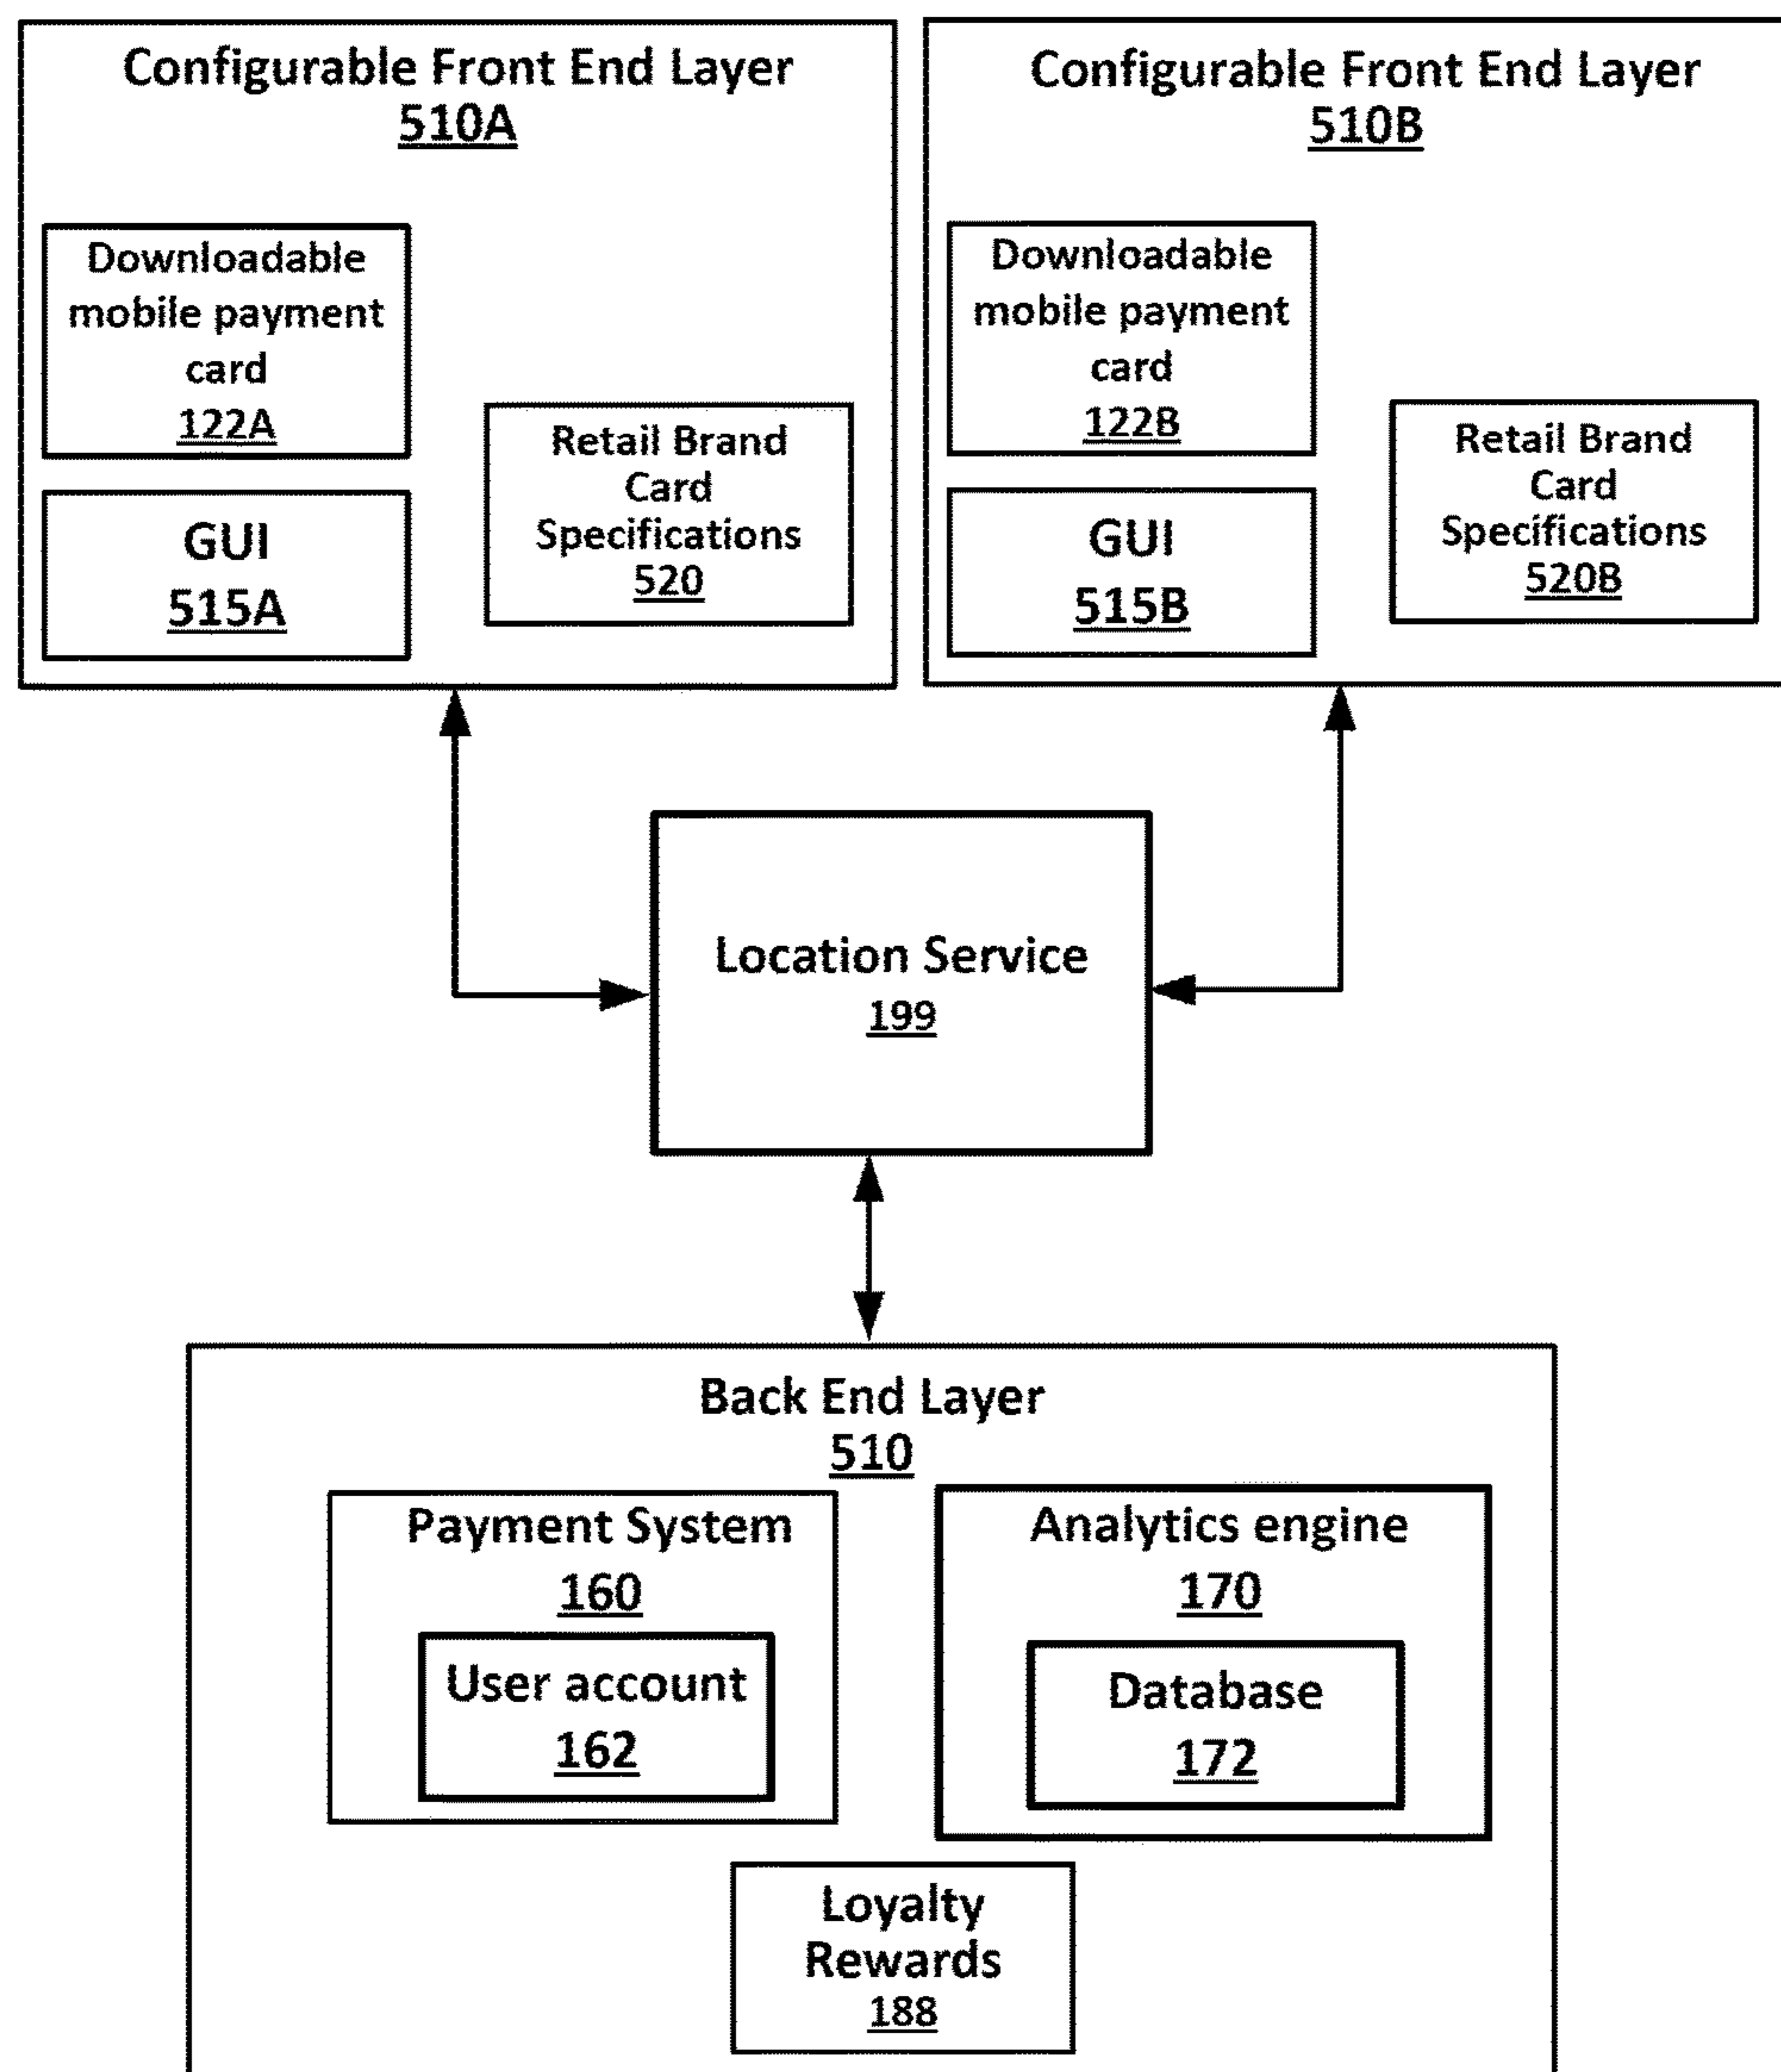 Configurable Front End Layer
510A
Downloadable
mobile payment
card
122A
GUI
515A
Retail Brand
Card
Specifications
520
Configurable Front End Layer
510B
Downloadable
mobile payment
card
122B
GUI
515B
Retail Brand
Card
Specifications
520B
Location Service
199
Back End Layer
510
Payment System
160
User account
162
Analytics engine
170
Database
172
Loyalty
Rewards
188